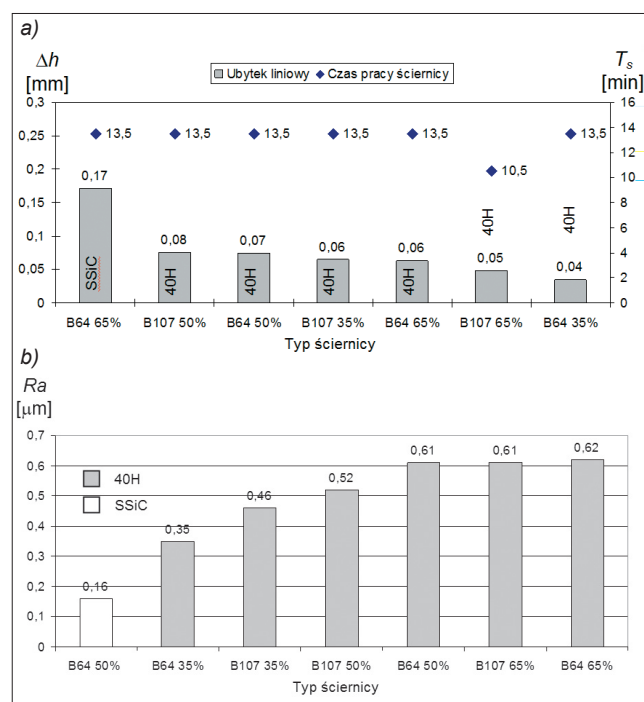 a)
Δh
[mm]
Ts
[min]
Ubytek liniowy Czas pracy ściernicy
0,3
0,25
0,2
0,15
0,1
0,05
0
16
14
12
10
8
6
4
2
0
13,5 13,5 13,5 13,5 13,5 10,5 13,5
0,17 0,08 0,07 0,06 0,06 0,05 0,04
SSiC 40H 40H 40H 40H 40H 40H
B64 65% B107 50% B64 50% B107 35% B64 65% B107 65% B64 35%
Typ ściernicy
b)
Ra
[μm]
0,7
0,6
0,5
0,4
0,3
0,2
0,1
0
40H
SSiC
0,16 0,35 0,46 0,52 0,61 0,61 0,62
B64 50% B64 35% B107 35% B107 50% B64 50% B107 65% B64 65%
Typ ściernicy